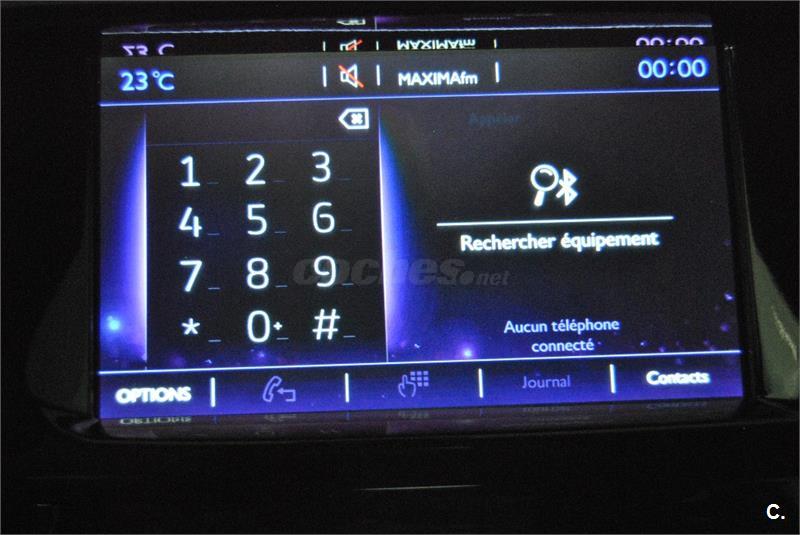 23°C MAXIMAfm 00:00
Appeler
1 2 3
4 5 6
7 8 9
* 0+ #
Rechercher équipement
coches.net
Aucun téléphone
connecté
OPTIONS Journal Contacts
C.